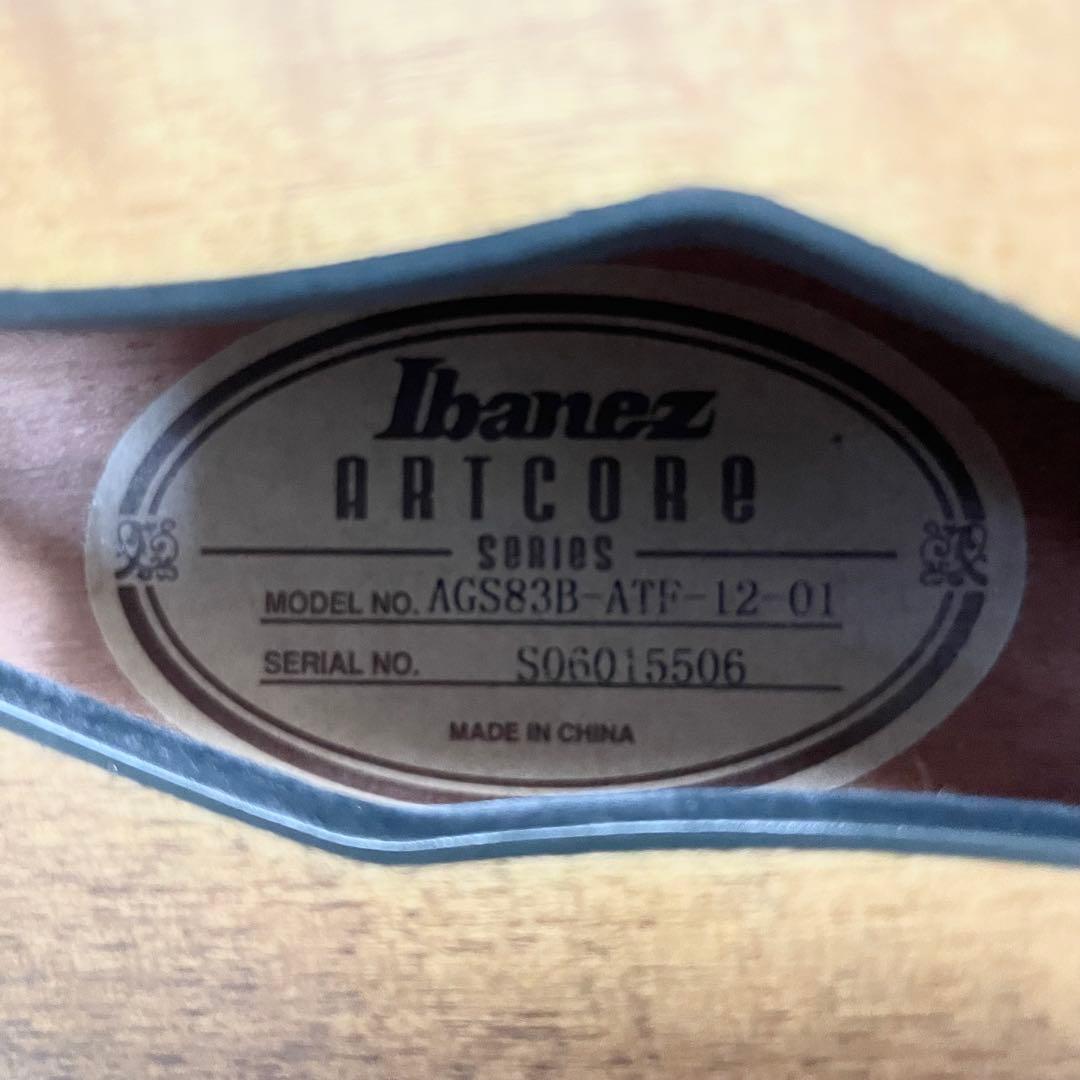 Ibanez
ARTCORE
SERIES
MODEL NO. AGS83B-ATF-12-01
SERIAL NO. S06015506
MADE IN CHINA